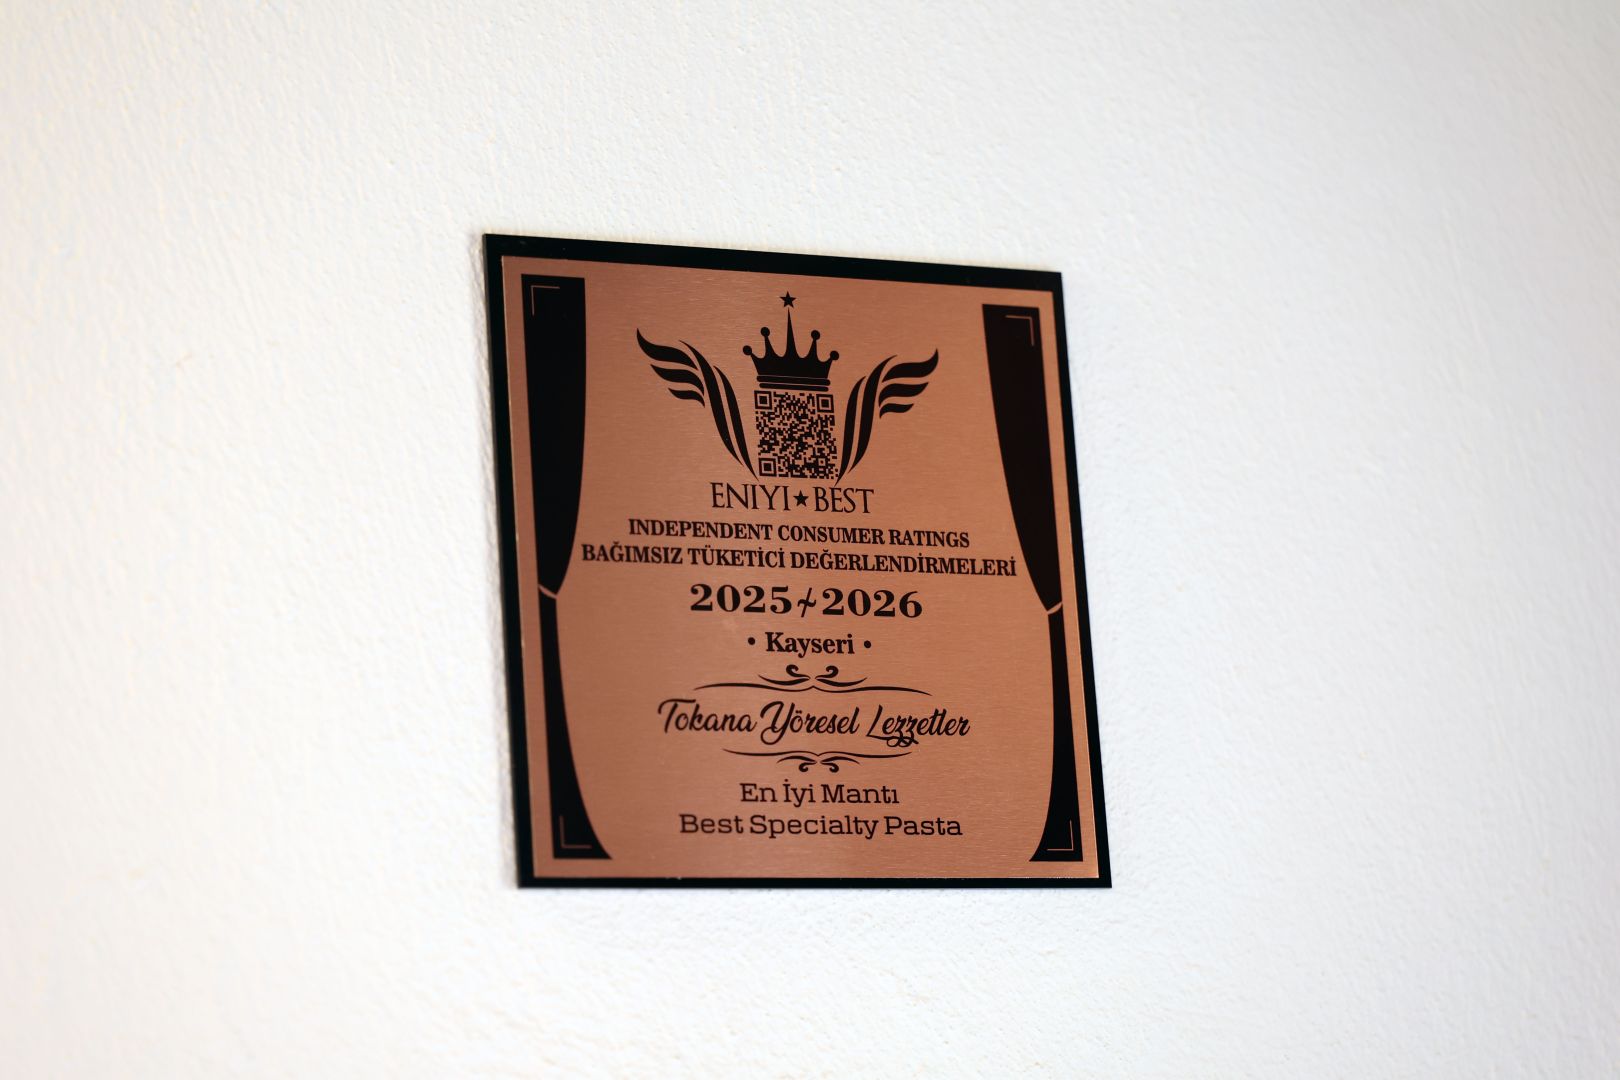 ENIYI★BEST
INDEPENDENT CONSUMER RATINGS
BAĞIMSIZ TÜKETİCİ DEĞERLENDİRMELERİ
2025/2026
• Kayseri •
Tokana Yöresel Lezzetler
En İyi Mantı
Best Specialty Pasta